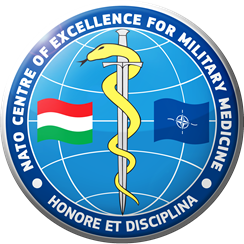 NATO CENTRE OF EXCELLENCE FOR MILITARY MEDICINE
HONORE ET DISCIPLINA